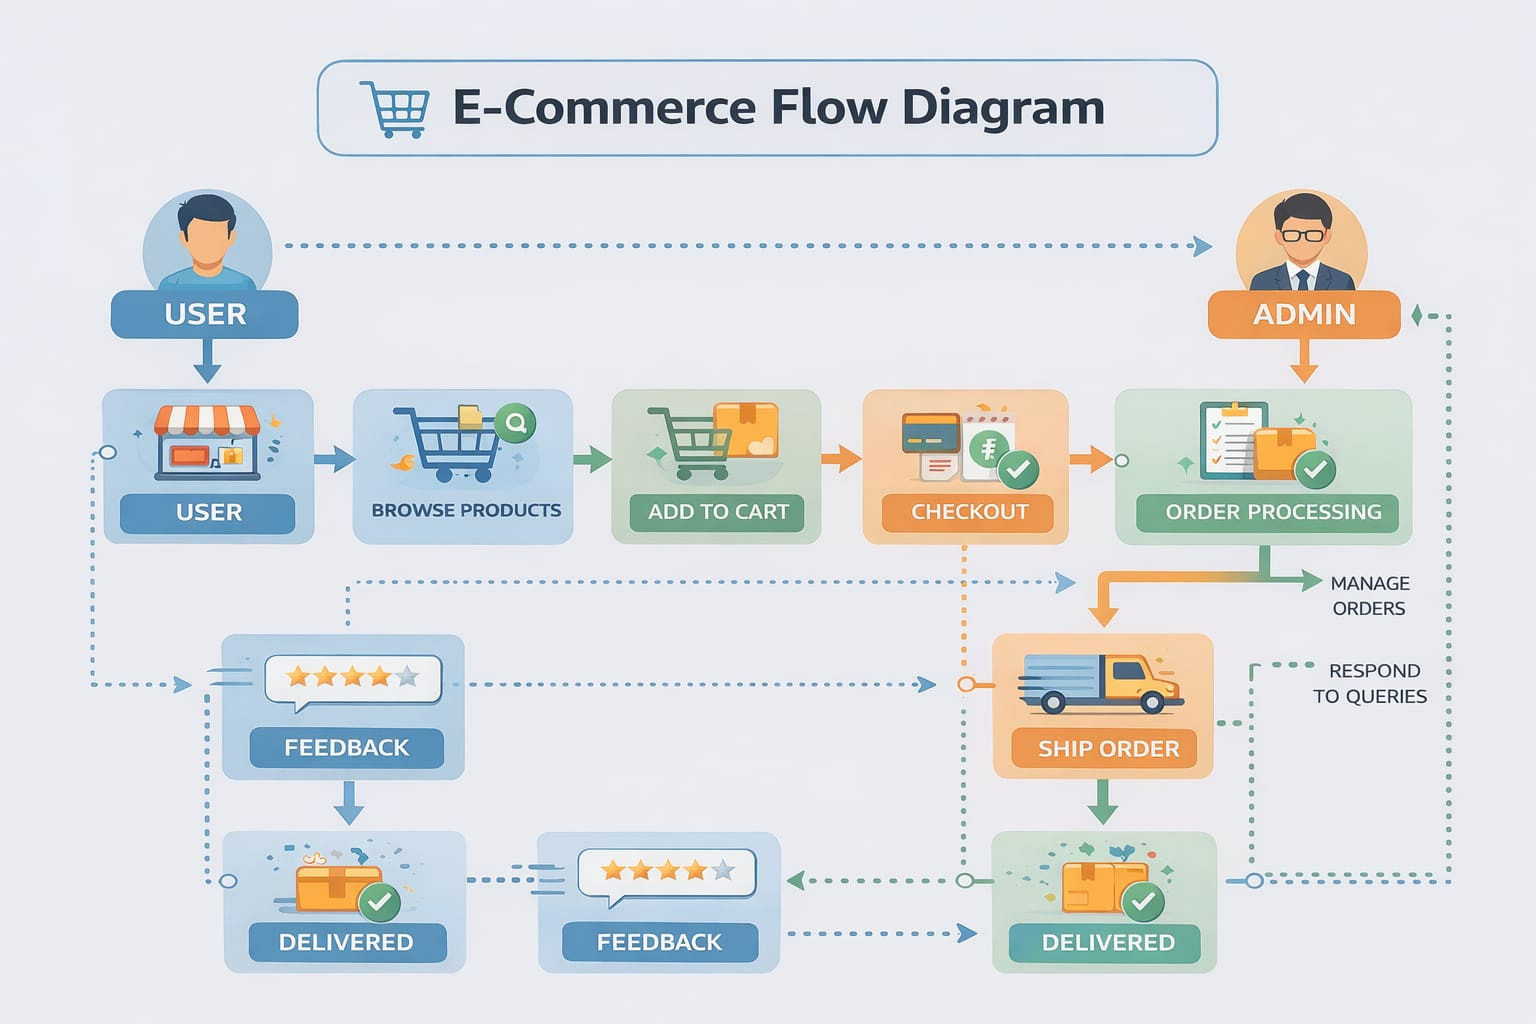 E-Commerce Flow Diagram
USER
ADMIN
USER
BROWSE PRODUCTS
ADD TO CART
CHECKOUT
ORDER PROCESSING
MANAGE
ORDERS
RESPOND
TO QUERIES
FEEDBACK
SHIP ORDER
DELIVERED
FEEDBACK
DELIVERED